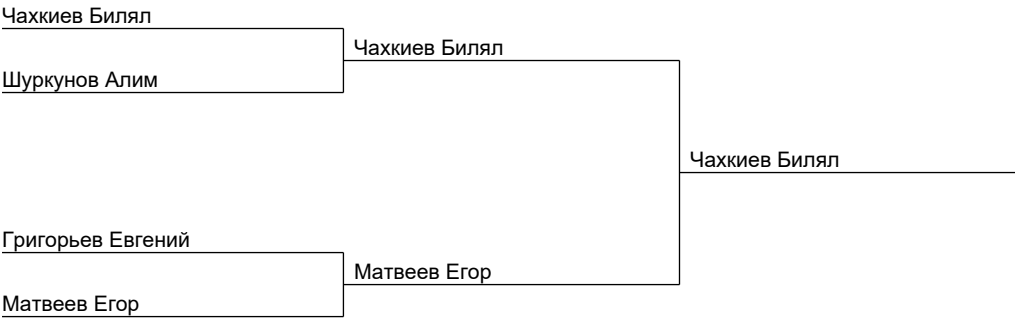 Чахкиев Билял
Чахкиев Билял
Шуркунов Алим
Чахкиев Билял
Григорьев Евгений
Матвеев Егор
Матвеев Егор